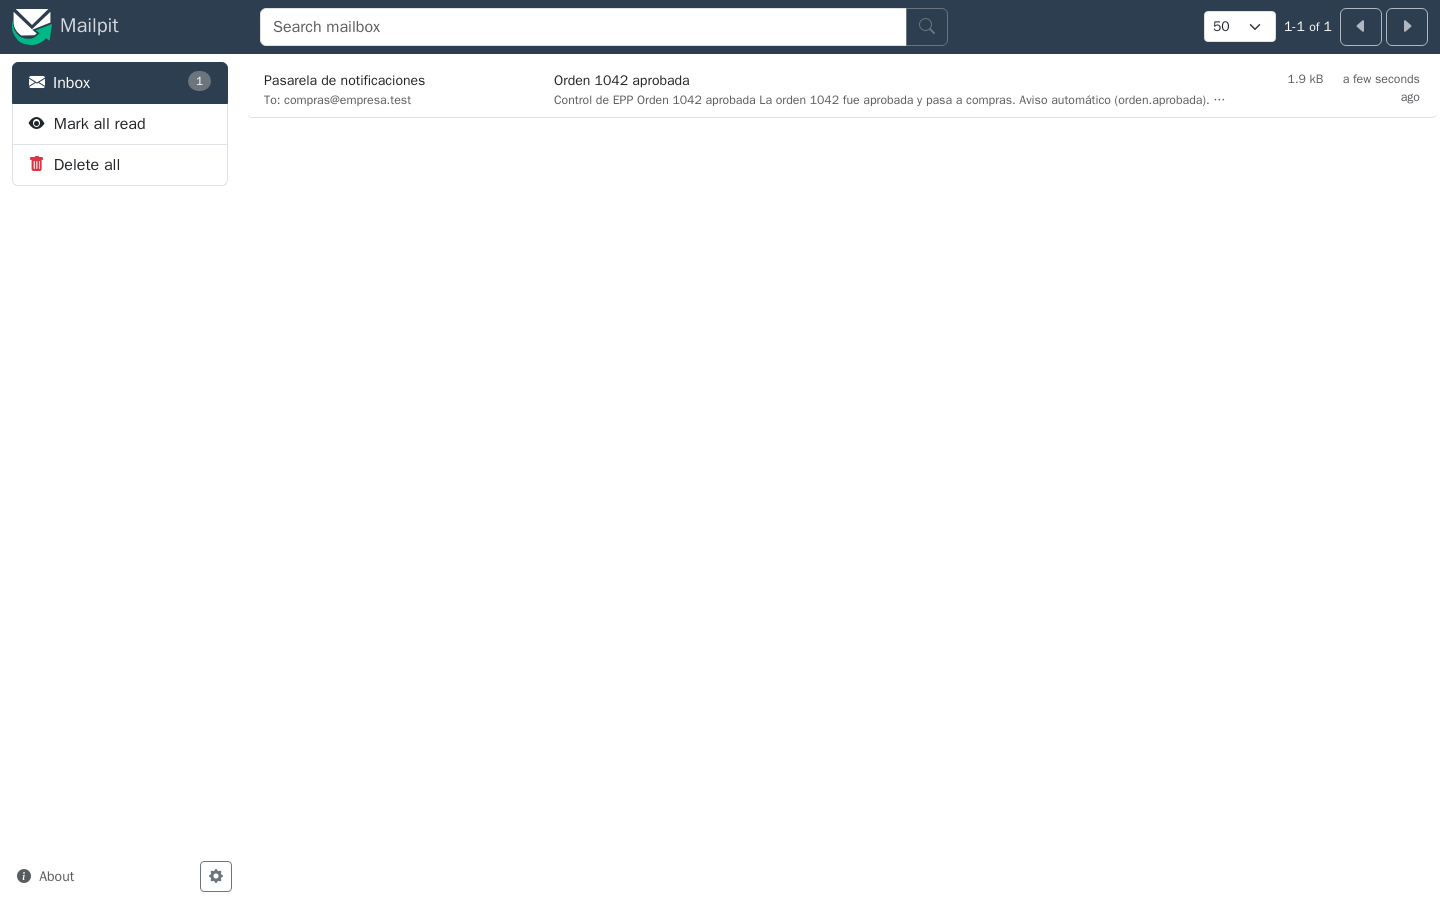 Mailpit
Search mailbox
50
1-1 of 1
Inbox
1
Mark all read
Delete all
Pasarela de notificaciones
To: compras@empresa.test
Orden 1042 aprobada
Control de EPP Orden 1042 aprobada La orden 1042 fue aprobada y pasa a compras. Aviso automático (orden.aprobada). ⋯
1.9 kB
a few seconds
ago
About